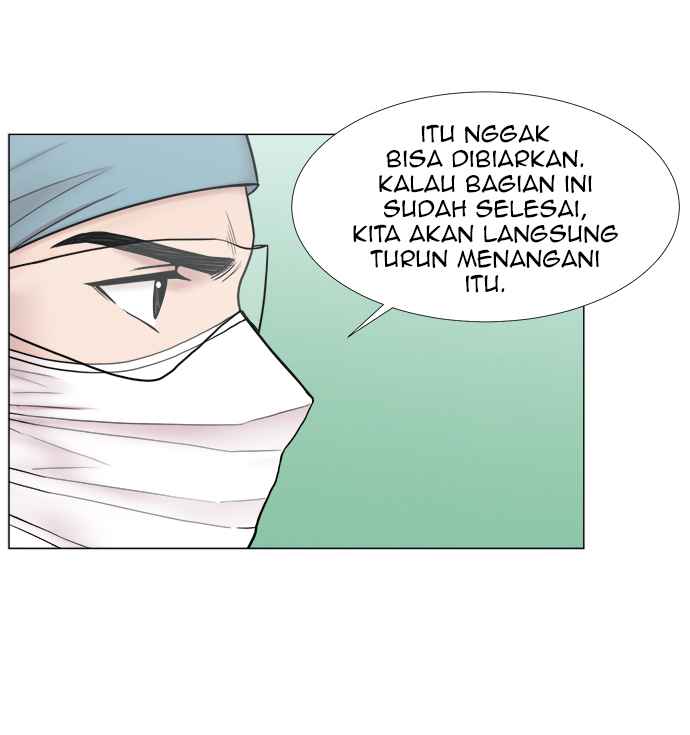 ITU NGGAK
BISA DIBIARKAN.
KALAU BAGIAN INI
SUDAH SELESAI,
KITA AKAN LANGSUNG
TURUN MENANGANI
ITU.